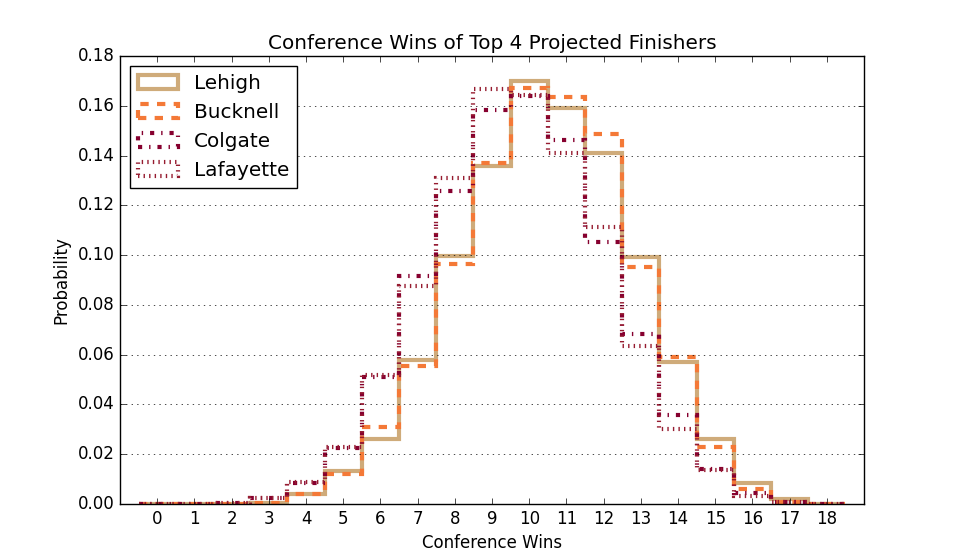 Conference Wins of Top 4 Projected Finishers
Lehigh
Bucknell
Colgate
Lafayette
Probability
0.18
0.16
0.14
0.12
0.10
0.08
0.06
0.04
0.02
0.00
0 1 2 3 4 5 6 7 8 9 10 11 12 13 14 15 16 17 18
Conference Wins